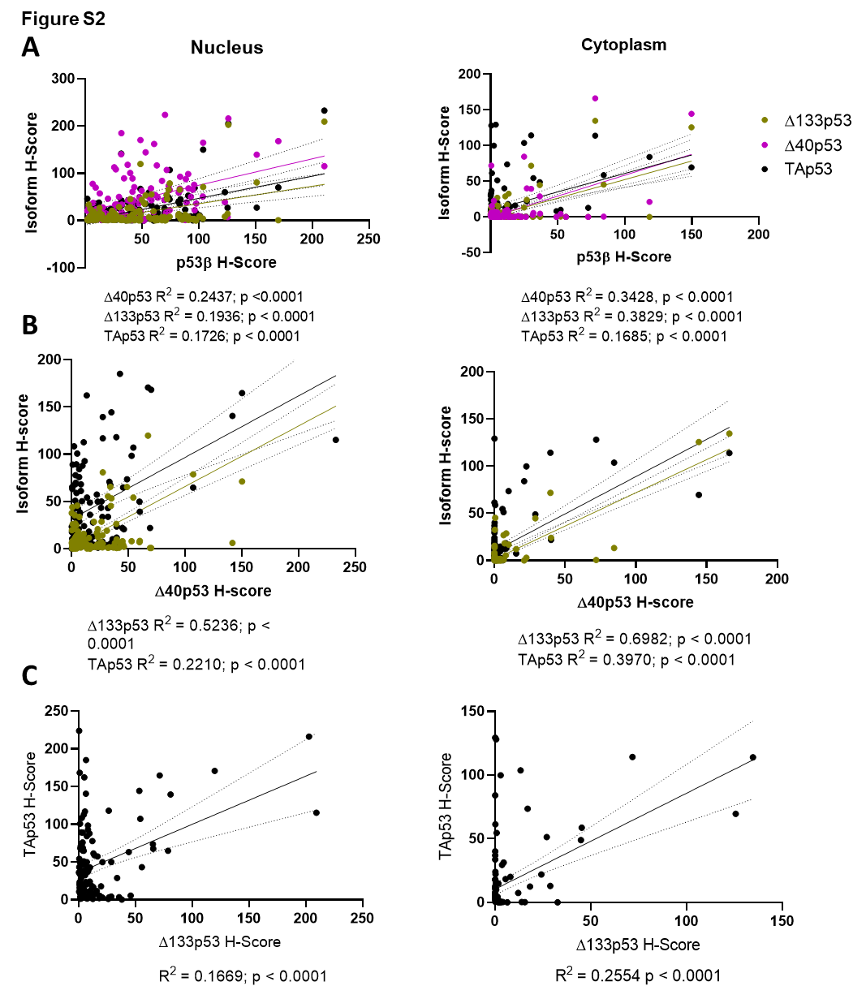 Figure S2
A
Nucleus
Cytoplasm
300
200
100
0
-100
50
100
150
200
250
Isoform H-Score
p53β H-Score
200
150
100
50
0
-50
50
100
150
200
Isoform H-Score
p53β H-Score
Δ133p53
Δ40p53
TAp53
Δ40p53 R² = 0.2437; p <0.0001
Δ133p53 R² = 0.1936; p < 0.0001
TAp53 R² = 0.1726; p < 0.0001
Δ40p53 R² = 0.3428, p < 0.0001
Δ133p53 R² = 0.3829; p < 0.0001
TAp53 R² = 0.1685; p < 0.0001
B
200
150
100
50
0
0
50
100
150
200
250
Isoform H-score
Δ40p53 H-score
200
150
100
50
0
0
50
100
150
200
Isoform H-score
Δ40p53 H-score
Δ133p53 R² = 0.5236; p <
0.0001
TAp53 R² = 0.2210; p < 0.0001
Δ133p53 R² = 0.6982; p < 0.0001
TAp53 R² = 0.3970; p < 0.0001
C
250
200
150
100
50
0
0
50
100
150
200
250
TAp53 H-Score
Δ133p53 H-Score
150
100
50
0
0
50
100
150
TAp53 H-Score
Δ133p53 H-Score
R² = 0.1669; p < 0.0001
R² = 0.2554 p < 0.0001